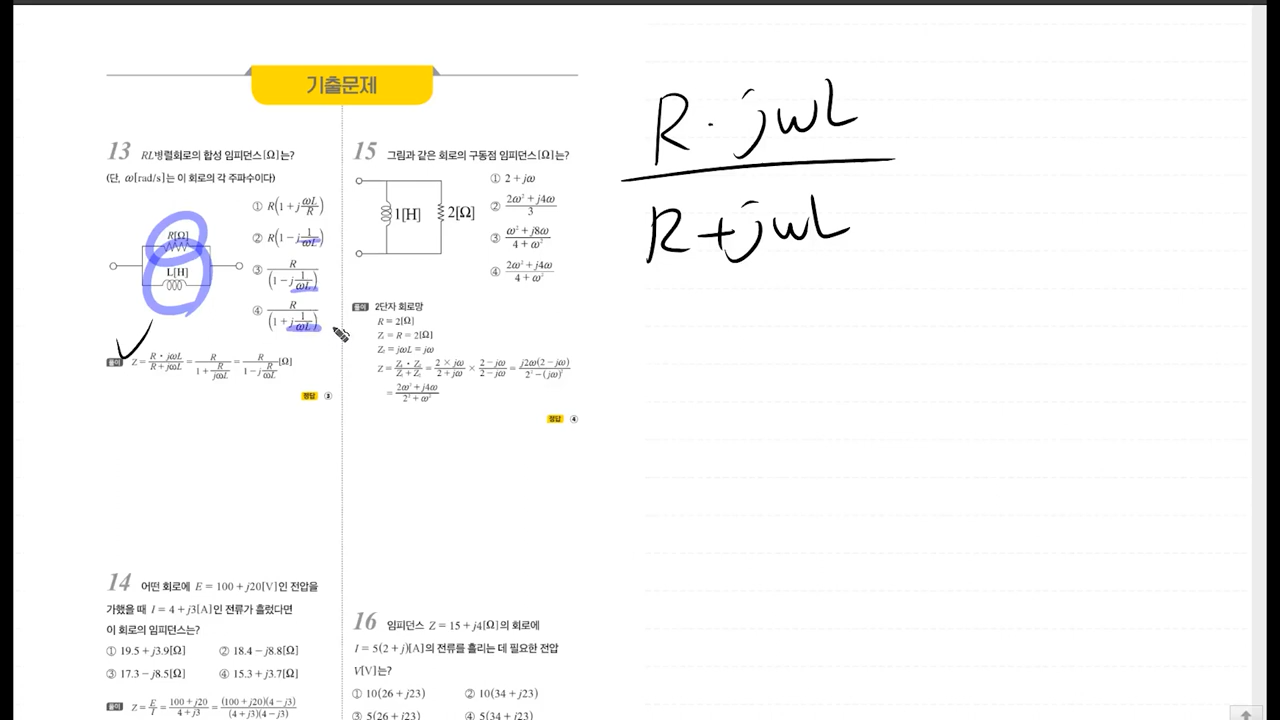 기출문제
13 RL병렬회로의 합성 임피던스[Ω]는?
(단, ω[rad/s]는 이 회로의 각 주파수이다)
R[Ω]
L[H]
① R(1+j ωL/R)
② R(1−j 1/ωL)
③ R/(1−j 1/ωL)
④ R/(1+j 1/ωL)
풀이 Z = R·jωL/R+jωL = R/1+R/jωL = R/1−j R/ωL [Ω]
정답 ③
14 어떤 회로에 E = 100 + j20[V]인 전압을
가했을 때 I = 4 + j3[A]인 전류가 흘렀다면
이 회로의 임피던스는?
① 19.5 + j3.9[Ω] ② 18.4 − j8.8[Ω]
③ 17.3 − j8.5[Ω] ④ 15.3 + j3.7[Ω]
풀이 Z = E/I = 100+j20/4+j3 = (100+j20)(4−j3)/(4+j3)(4−j3)
15 그림과 같은 회로의 구동점 임피던스[Ω]는?
1[H] 2[Ω]
① 2 + jω
② 2ω²+j4ω/3
③ ω²+j8ω/4+ω²
④ 2ω²+j4ω/4+ω²
풀이 2단자 회로망
R = 2[Ω]
Z = R = 2[Ω]
= jωL = jω
Z = = 2×jω/2+jω × 2−jω/2−jω = j2ω(2−jω)/2²−(jω)²
= 2ω²+j4ω/2²+ω²
정답 ④
16 임피던스 Z = 15 + j4[Ω]의 회로에
I = 5(2 + j)[A]의 전류를 흘리는 데 필요한 전압
V[V]는?
① 10(26 + j23) ② 10(34 + j23)
③ 5(26 + j23) ④ 5(34 + j23)
R · jωL
R + jωL